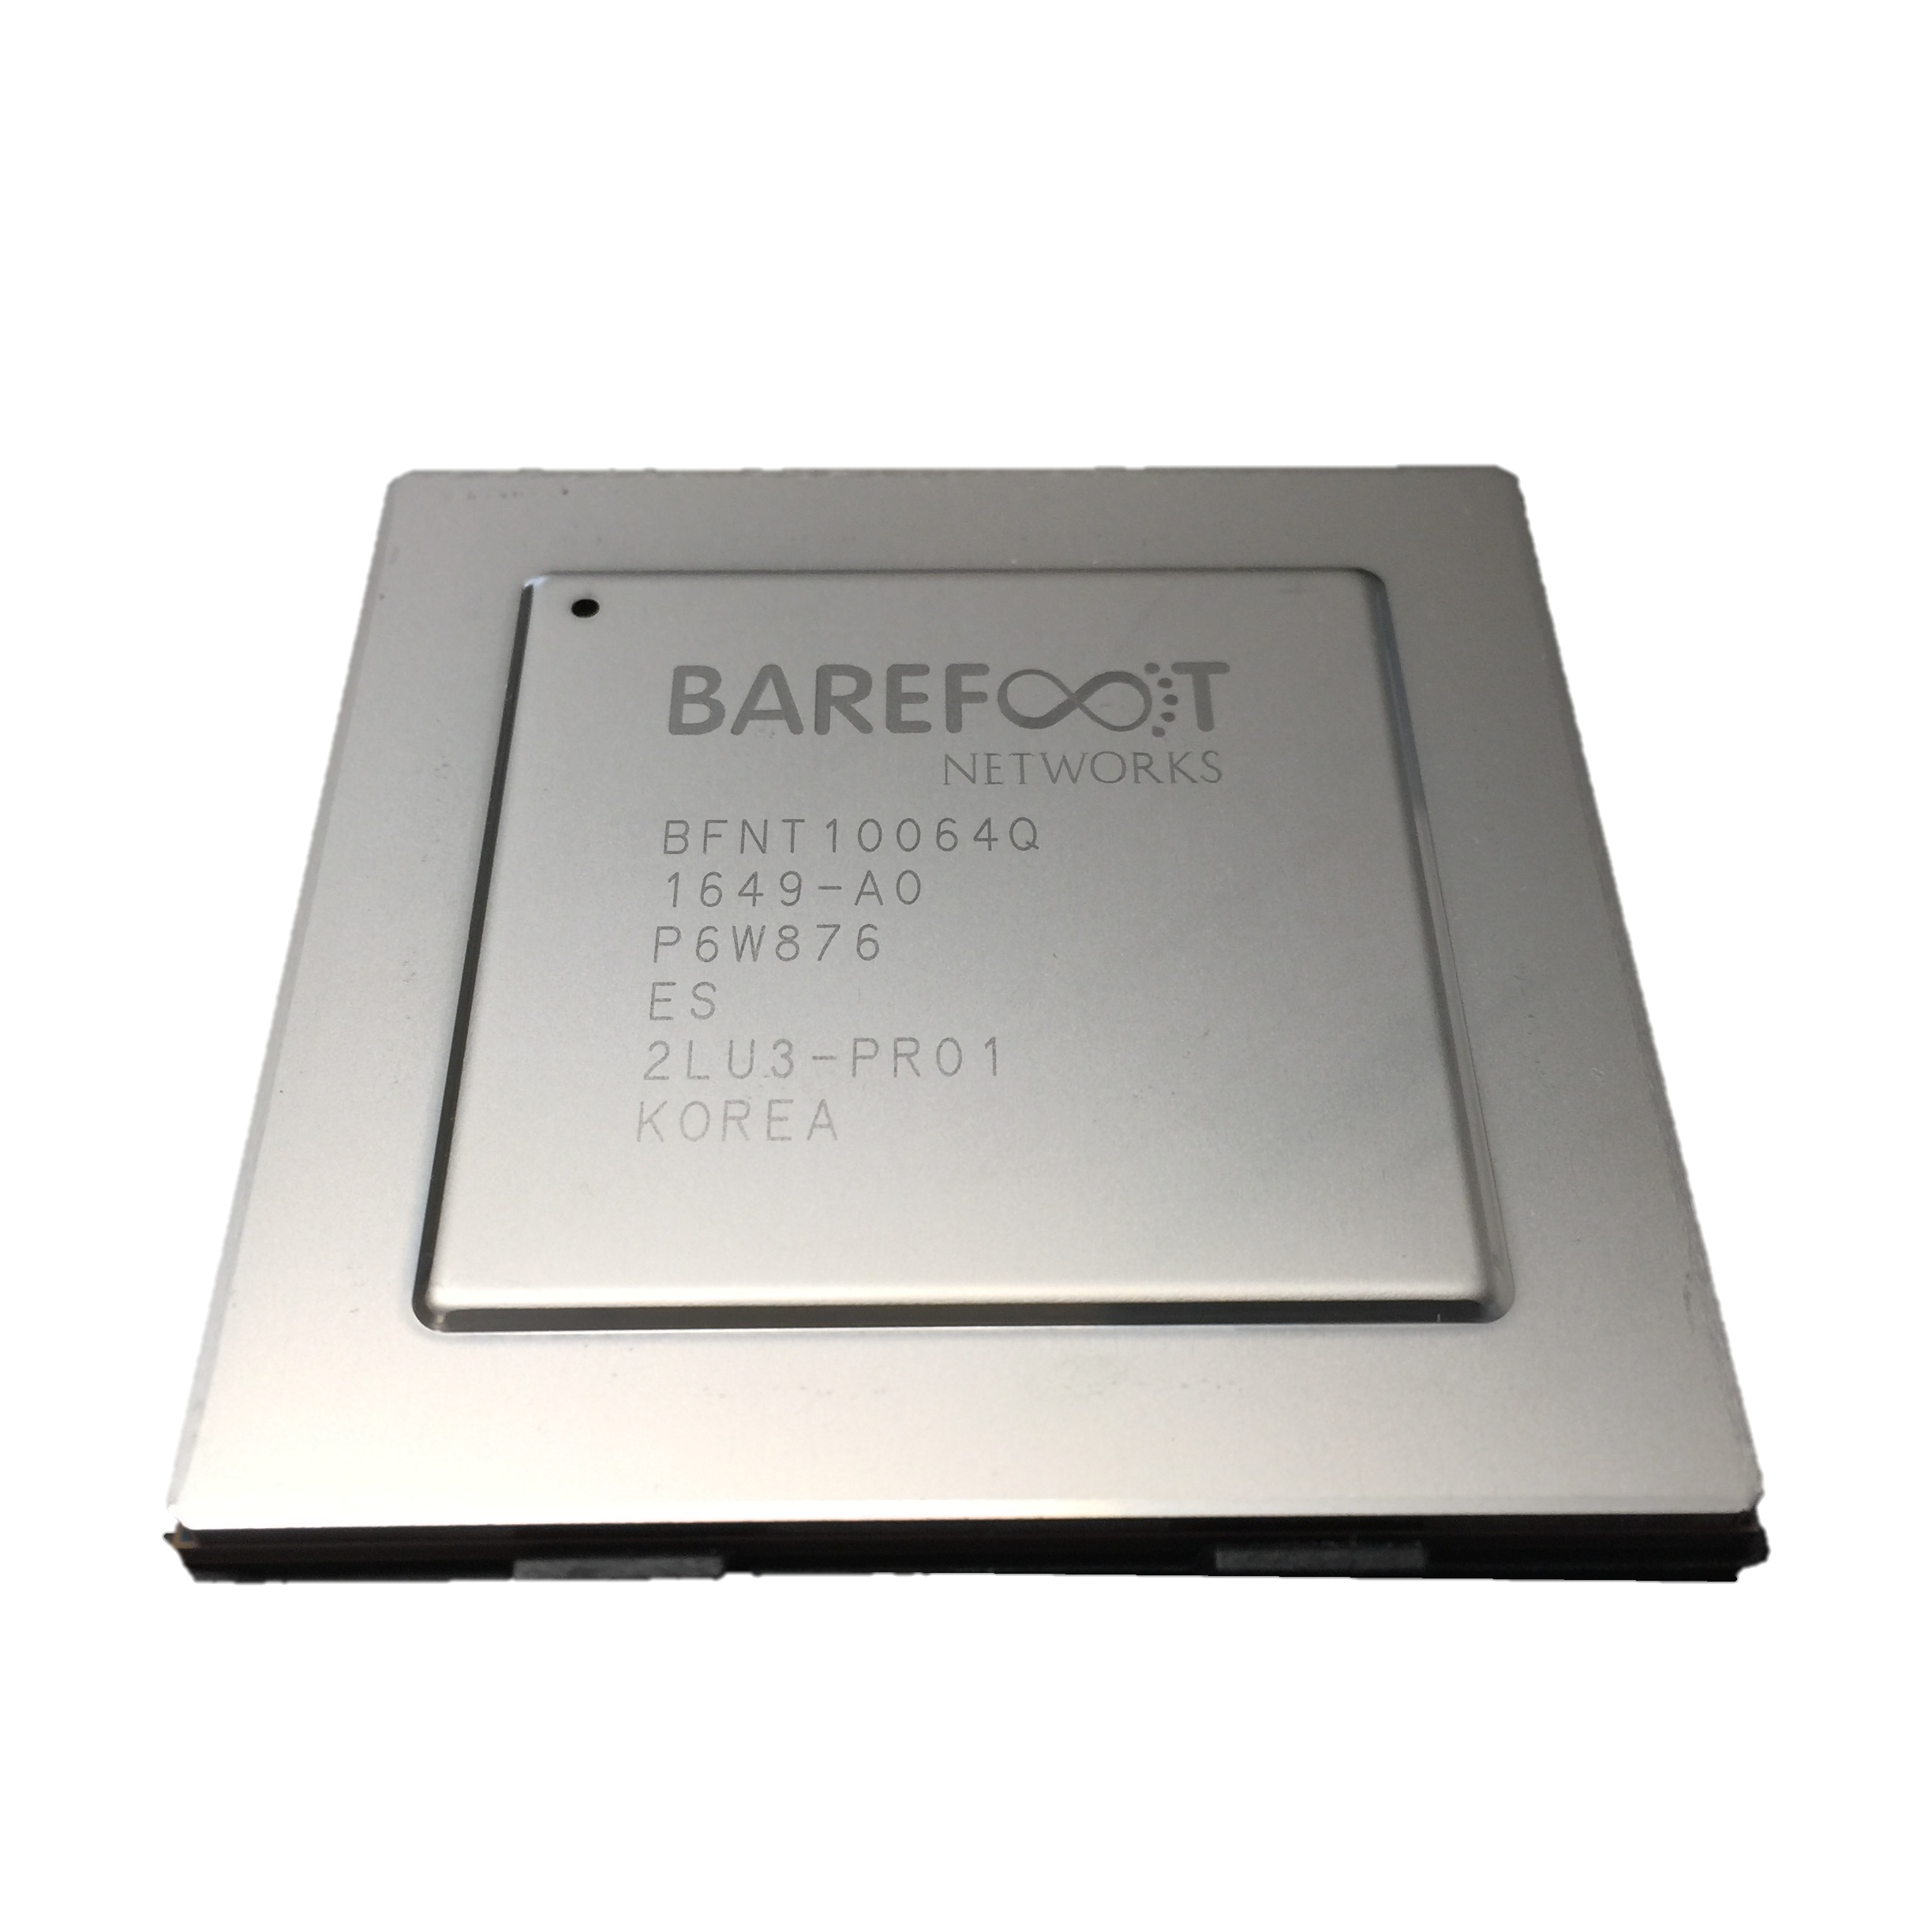 BAREFOOT
NETWORKS
BFNT10064Q
1649-A0
P6W876
ES
2LU3-PR01
KOREA